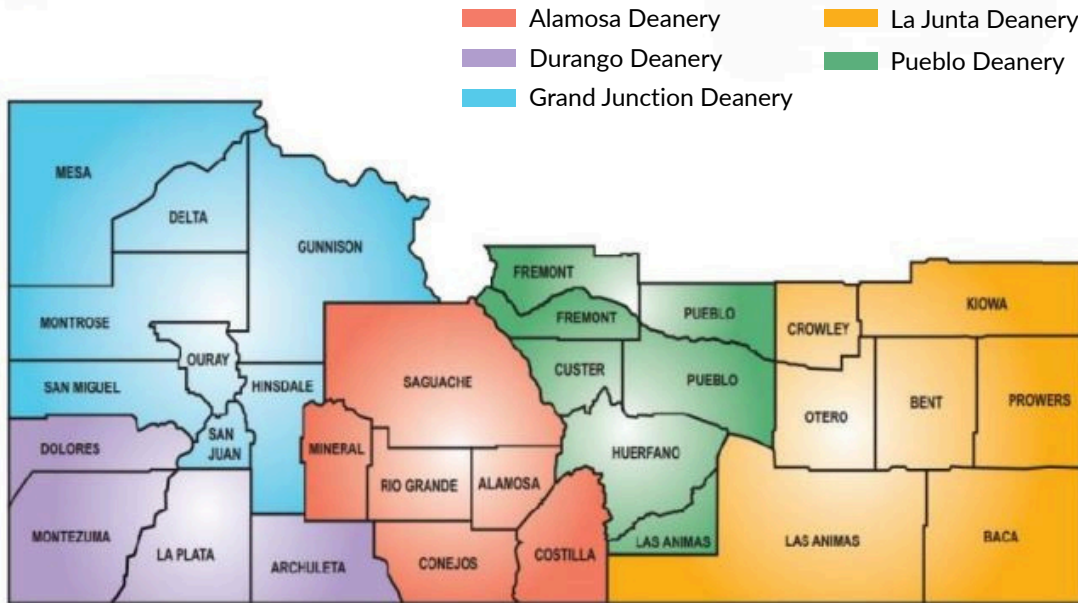 Alamosa Deanery
Durango Deanery
Grand Junction Deanery
La Junta Deanery
Pueblo Deanery
MESA
DELTA
GUNNISON
MONTROSE
OURAY
SAN MIGUEL
HINSDALE
SAN
JUAN
DOLORES
MONTEZUMA
LA PLATA
ARCHULETA
SAGUACHE
MINERAL
RIO GRANDE
ALAMOSA
CONEJOS
COSTILLA
FREMONT
FREMONT
PUEBLO
CUSTER
PUEBLO
HUERFANO
LAS ANIMAS
KIOWA
CROWLEY
OTERO
BENT
PROWERS
LAS ANIMAS
BACA